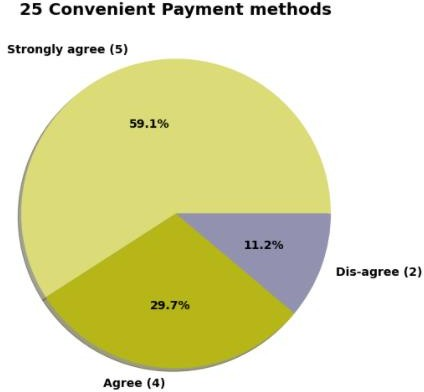 25 Convenient Payment methods
Strongly agree (5)
59.1%
11.2%
Dis-agree (2)
29.7%
Agree (4)